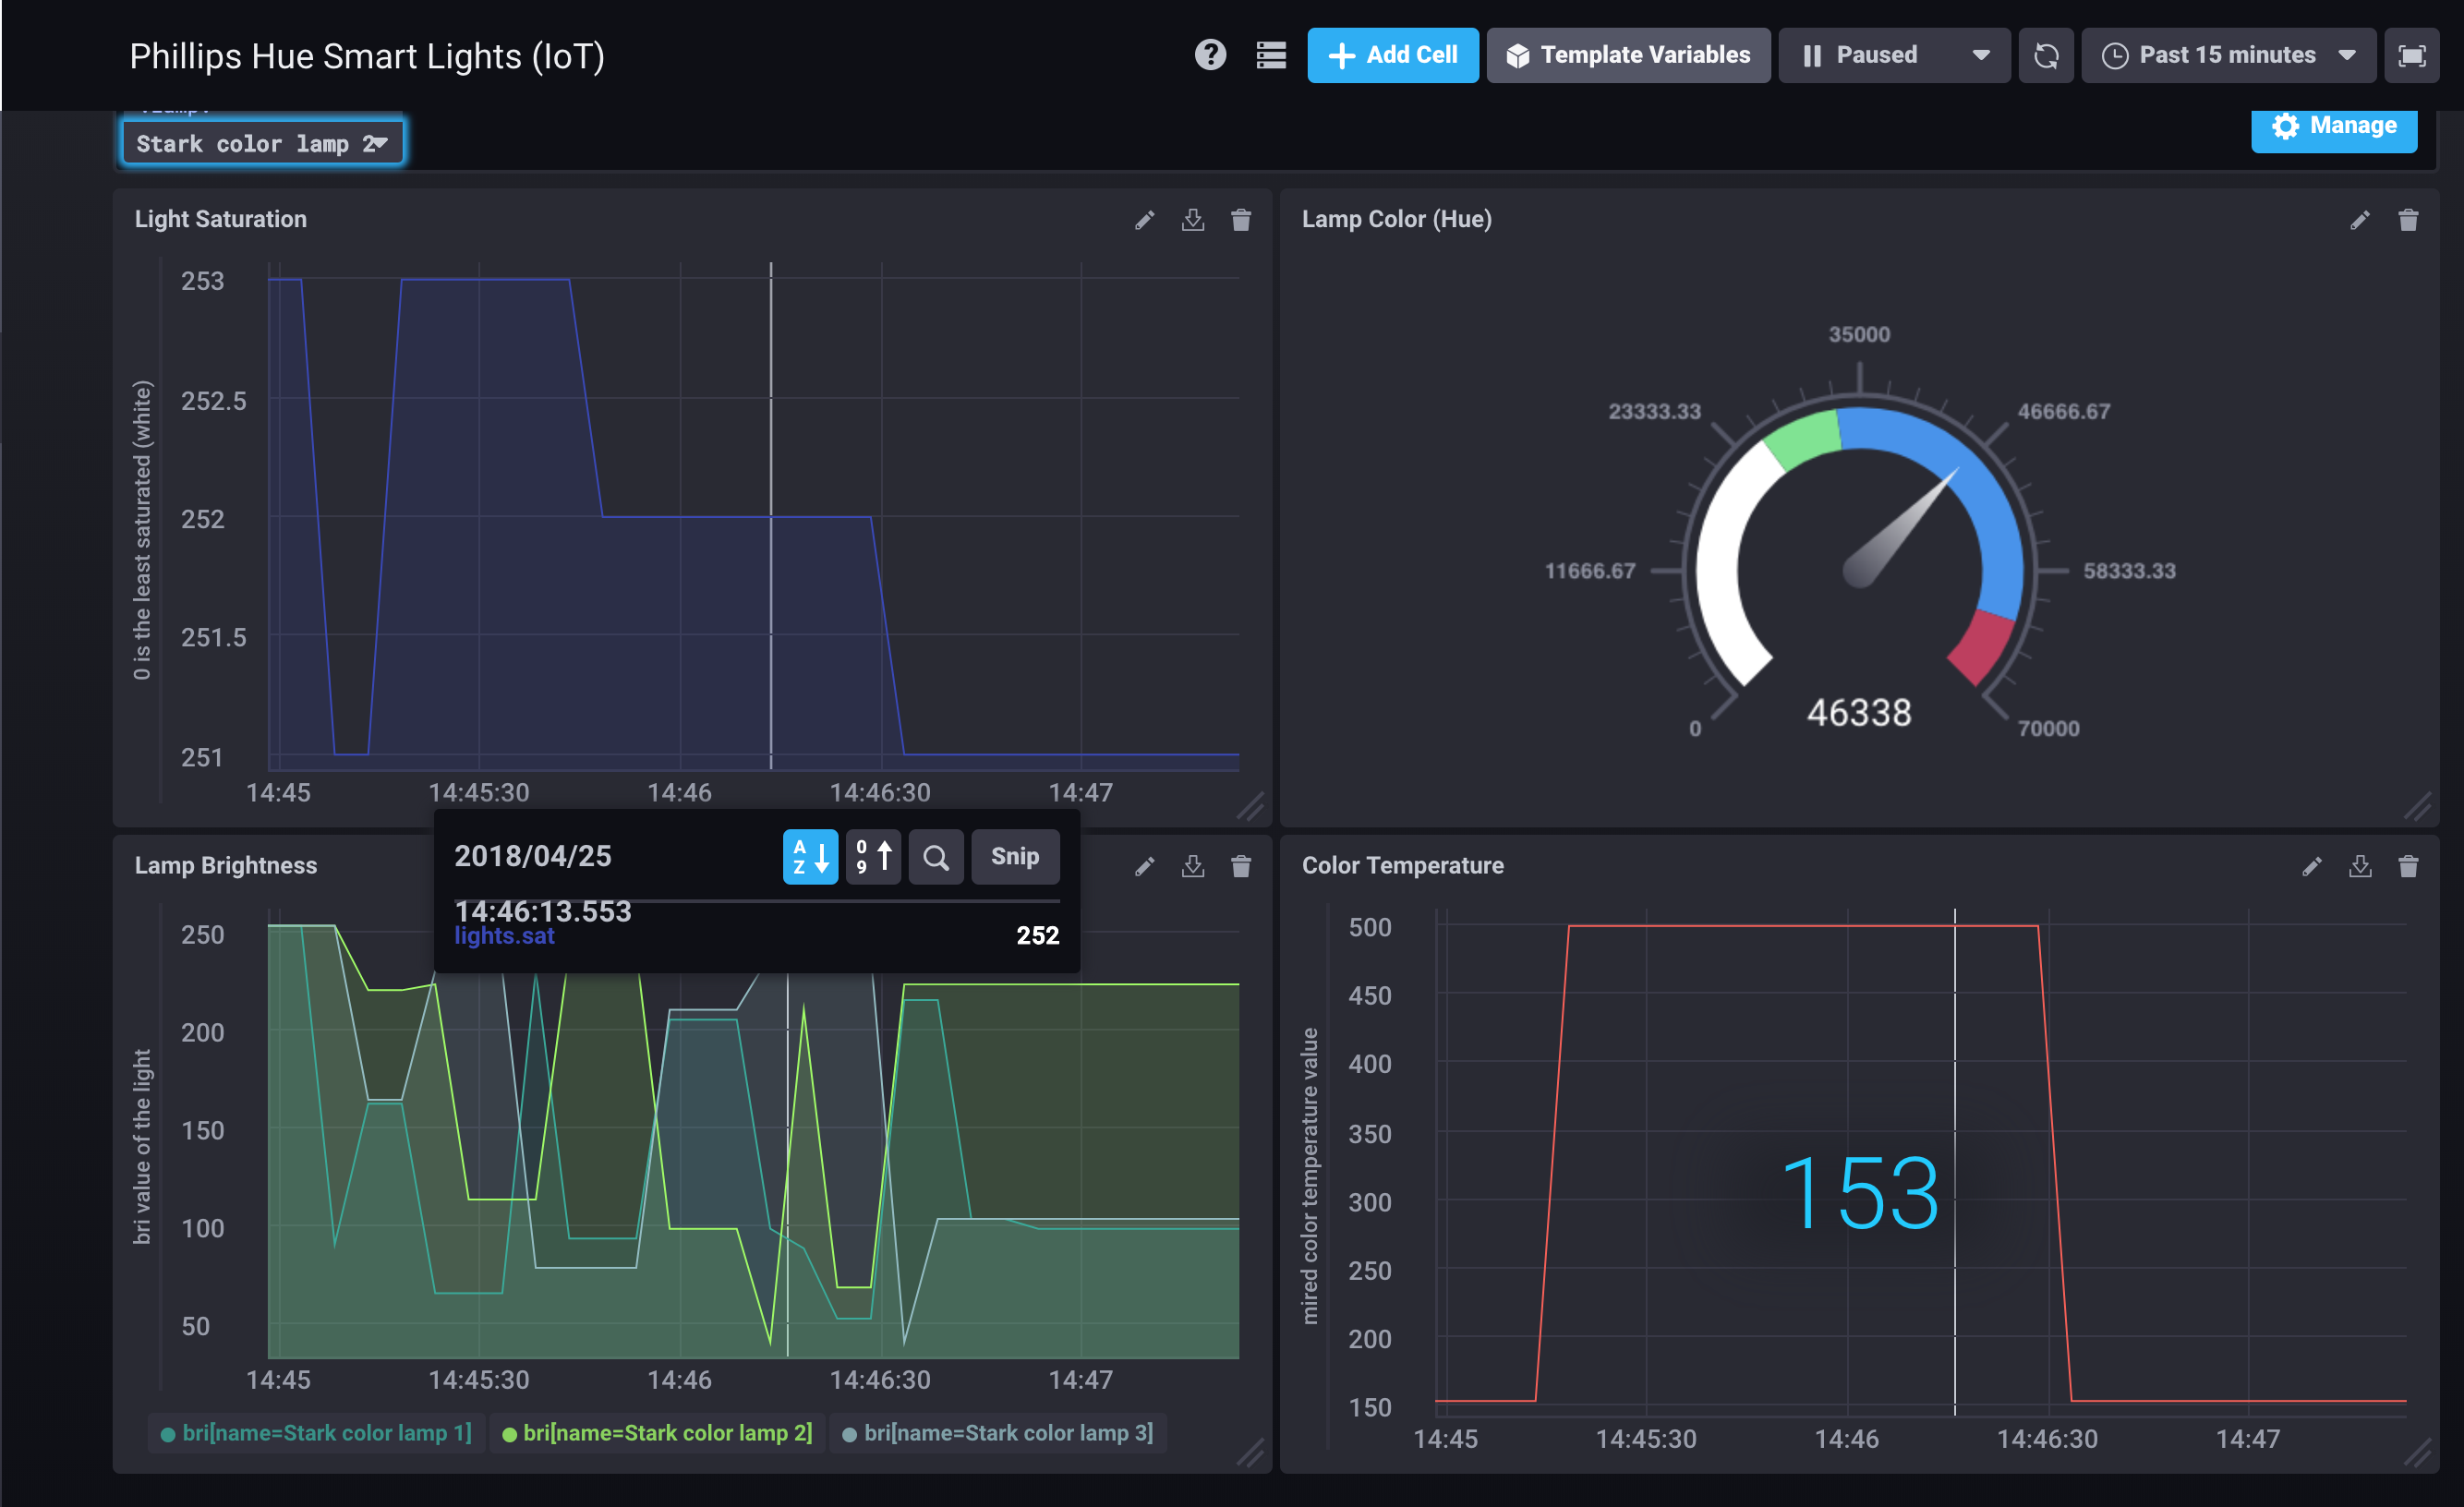 Phillips Hue Smart Lights (IoT)
Add Cell
Template Variables
Paused
Past 15 minutes
Stark color lamp 2
Manage
Light Saturation
0 is the least saturated (white)
253
252.5
252
251.5
251
14:45 14:45:30 14:46 14:46:30 14:47
Lamp Color (Hue)
35000
23333.33
46666.67
11666.67
58333.33
0
46338
70000
2018/04/25
A
Z
0
9
Snip
14:46:13.553
lights.sat 252
Lamp Brightness
bri value of the light
250
200
150
100
50
14:45 14:45:30 14:46 14:46:30 14:47
bri[name=Stark color lamp 1]
bri[name=Stark color lamp 2]
bri[name=Stark color lamp 3]
Color Temperature
mired color temperature value
500
450
400
350
300
250
200
150
153
14:45 14:45:30 14:46 14:46:30 14:47